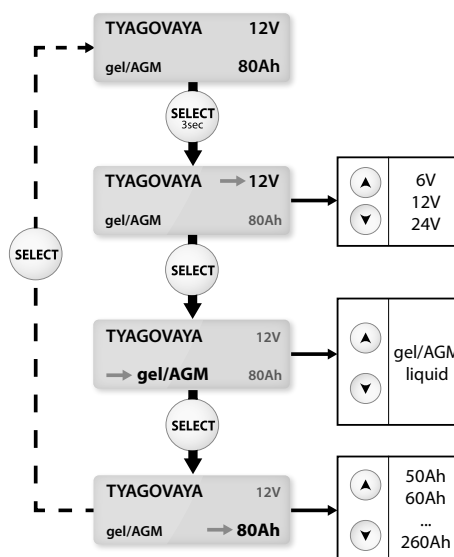 TYAGOVAYA 12V
gel/AGM 80Ah
SELECT
3sec
TYAGOVAYA 12V
gel/AGM 80Ah
6V
12V
24V
SELECT
SELECT
TYAGOVAYA 12V
gel/AGM 80Ah
gel/AGM
liquid
SELECT
TYAGOVAYA 12V
gel/AGM 80Ah
50Ah
60Ah
...
260Ah